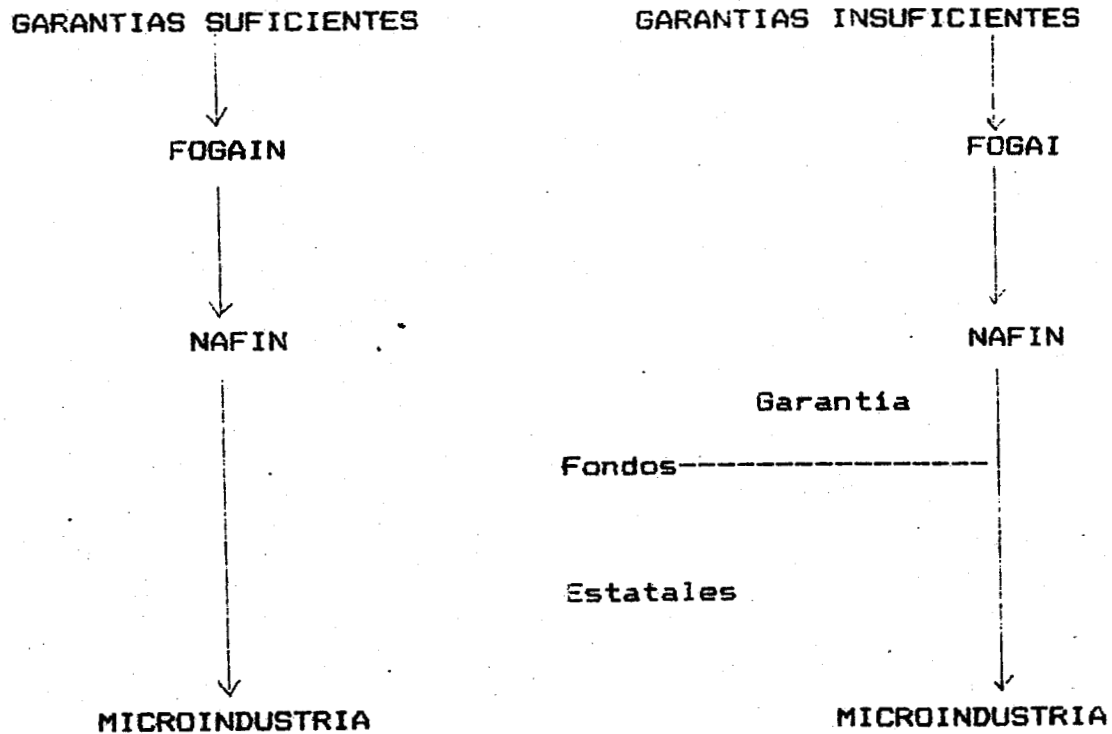 GARANTIAS SUFICIENTES
GARANTIAS INSUFICIENTES
FOGAIN
FOGAI
NAFIN
NAFIN
Garantía
Fondos-----------------
Estatales
MICROINDUSTRIA
MICROINDUSTRIA